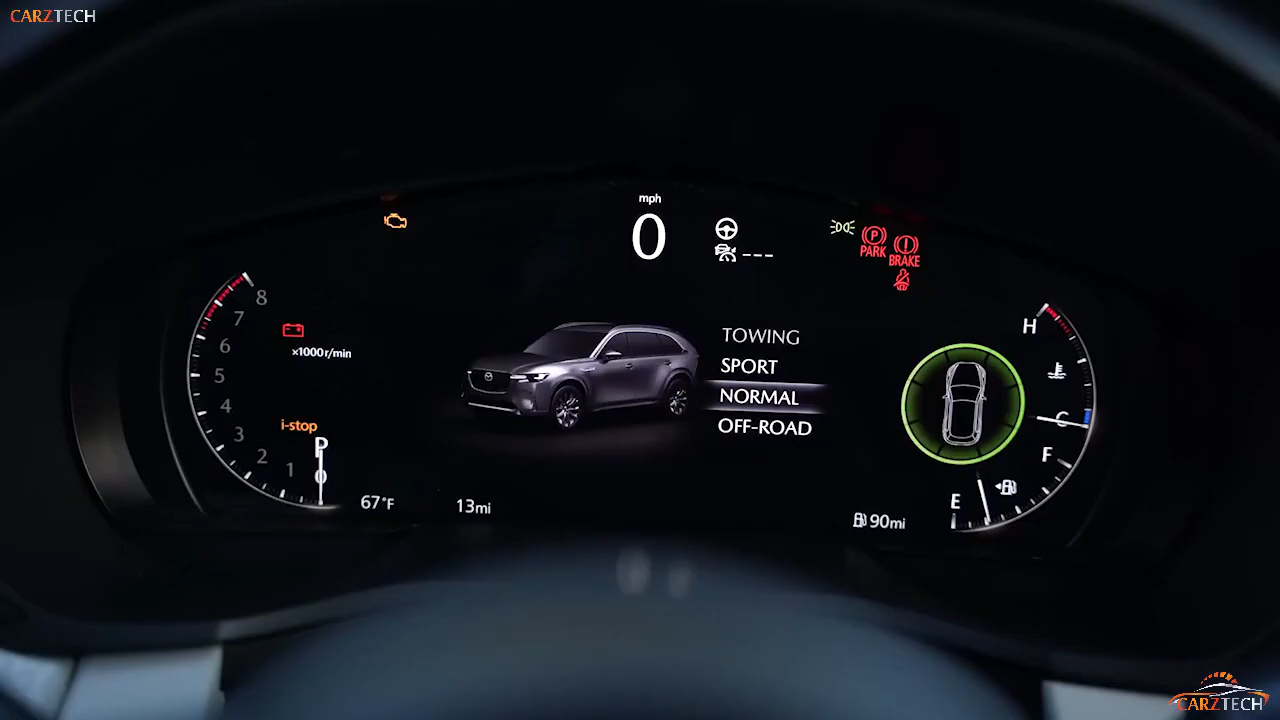 CARZTECH
mph
0
---
P
PARK
BRAKE
8
7
6
5
4
3
2
1
0
x1000r/min
i-stop
P
TOWING
SPORT
NORMAL
OFF-ROAD
H
C
F
E
67°F
13mi
90mi
CARZTECH